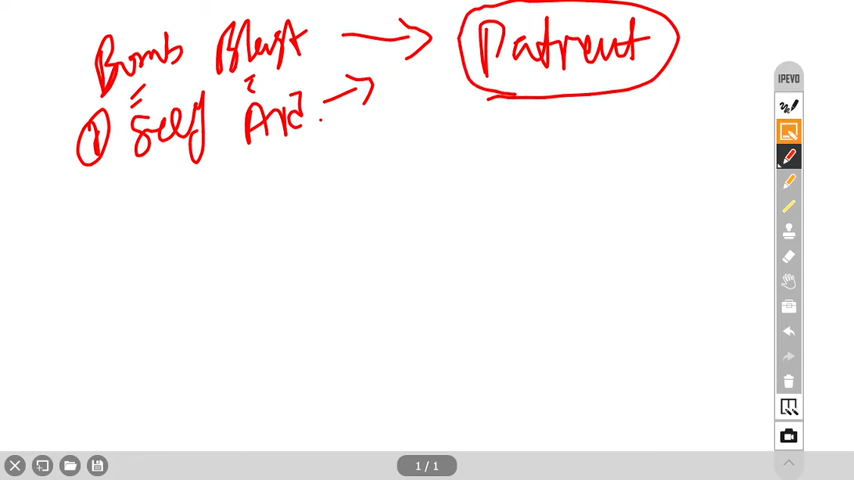 Bomb Blast → Patient
① Self Aid →
IPEVO
1 / 1